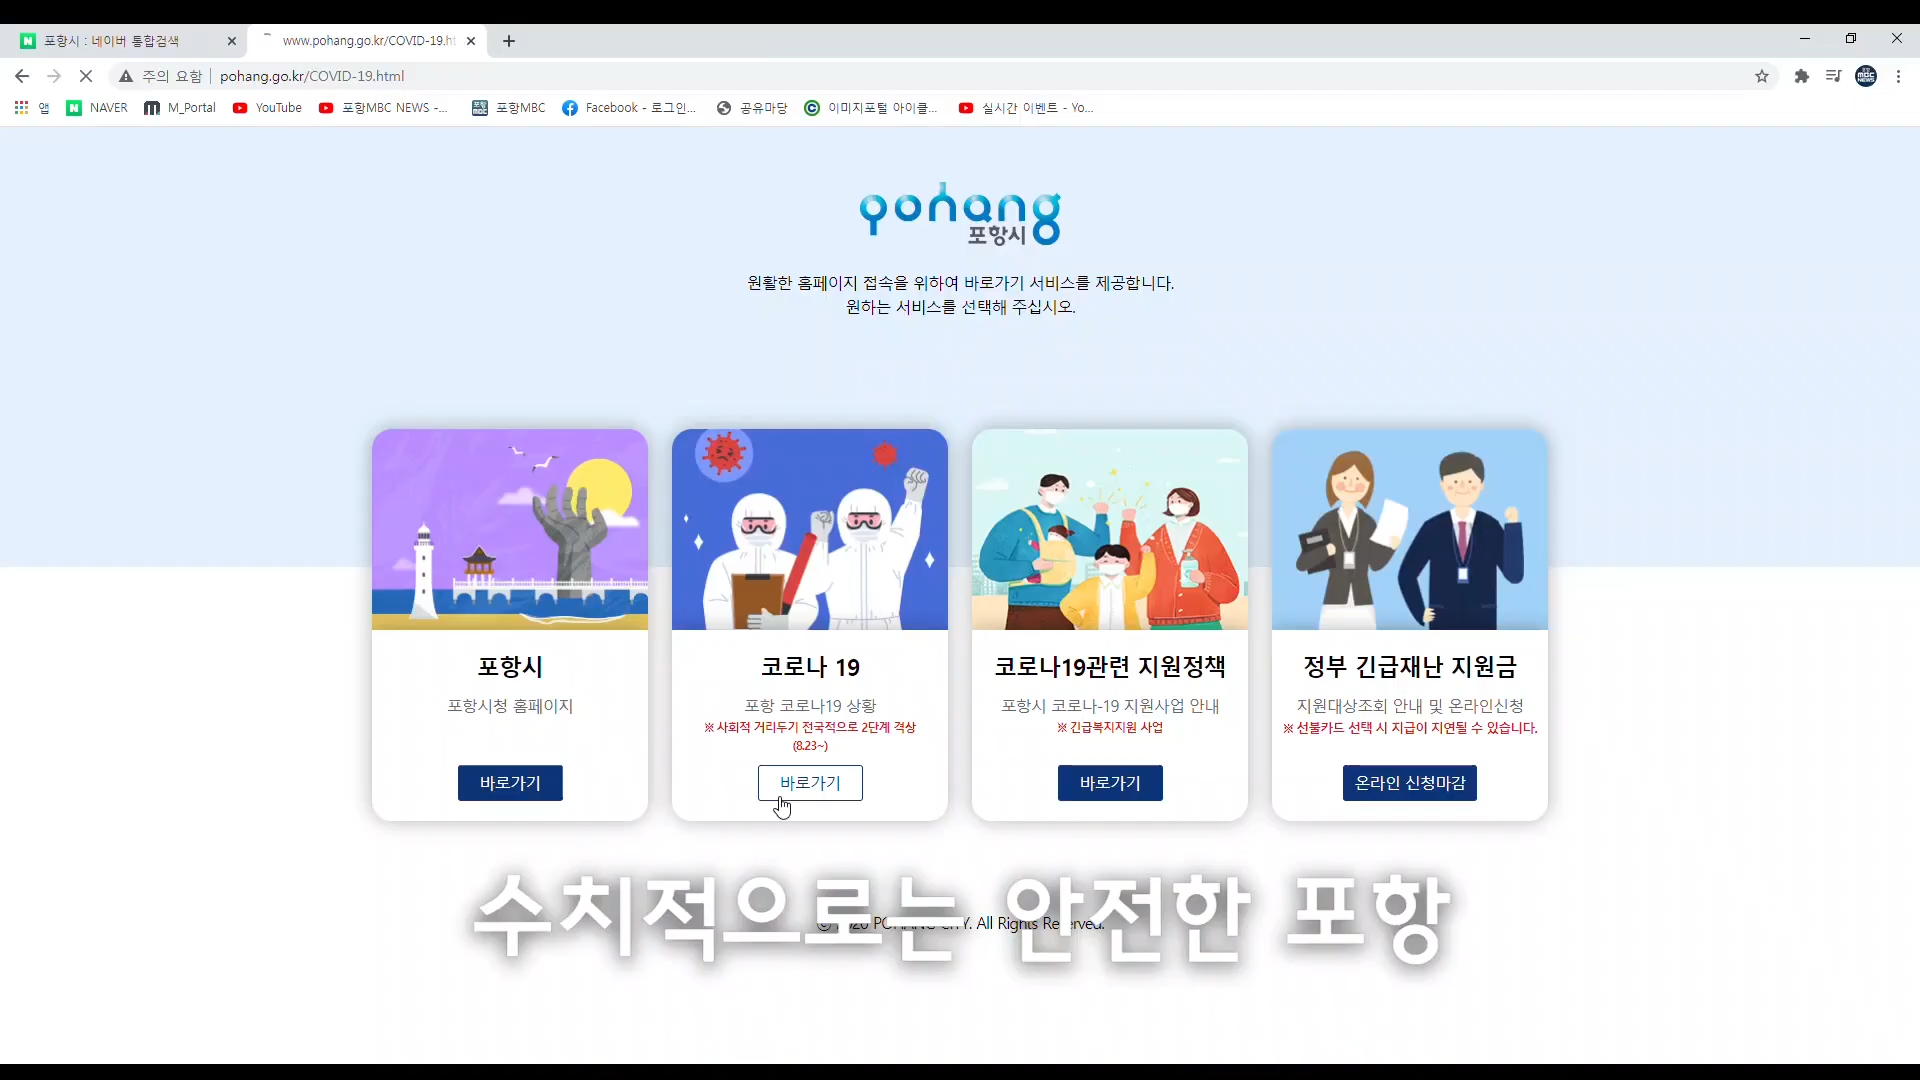 포항시 : 네이버 통합검색
www.pohang.go.kr/COVID-19.ht
주의 요함
pohang.go.kr/COVID-19.html
앱
NAVER
M_Portal
YouTube
포항MBC NEWS -...
포항MBC
Facebook - 로그인...
공유마당
이미지포털 아이클...
실시간 이벤트 - Yo...
pohang
포항시
원활한 홈페이지 접속을 위하여 바로가기 서비스를 제공합니다.
원하는 서비스를 선택해 주십시오.
포항시
포항시청 홈페이지
바로가기
코로나 19
포항 코로나19 상황
※ 사회적 거리두기 전국적으로 2단계 격상
(8.23~)
바로가기
코로나19관련 지원정책
포항시 코로나-19 지원사업 안내
※ 긴급복지지원 사업
바로가기
정부 긴급재난 지원금
지원대상조회 안내 및 온라인신청
※ 선불카드 선택 시 지급이 지연될 수 있습니다.
온라인 신청마감
수치적으로는 안전한 포항
© 2020 POHANG CITY. All Rights Reserved.